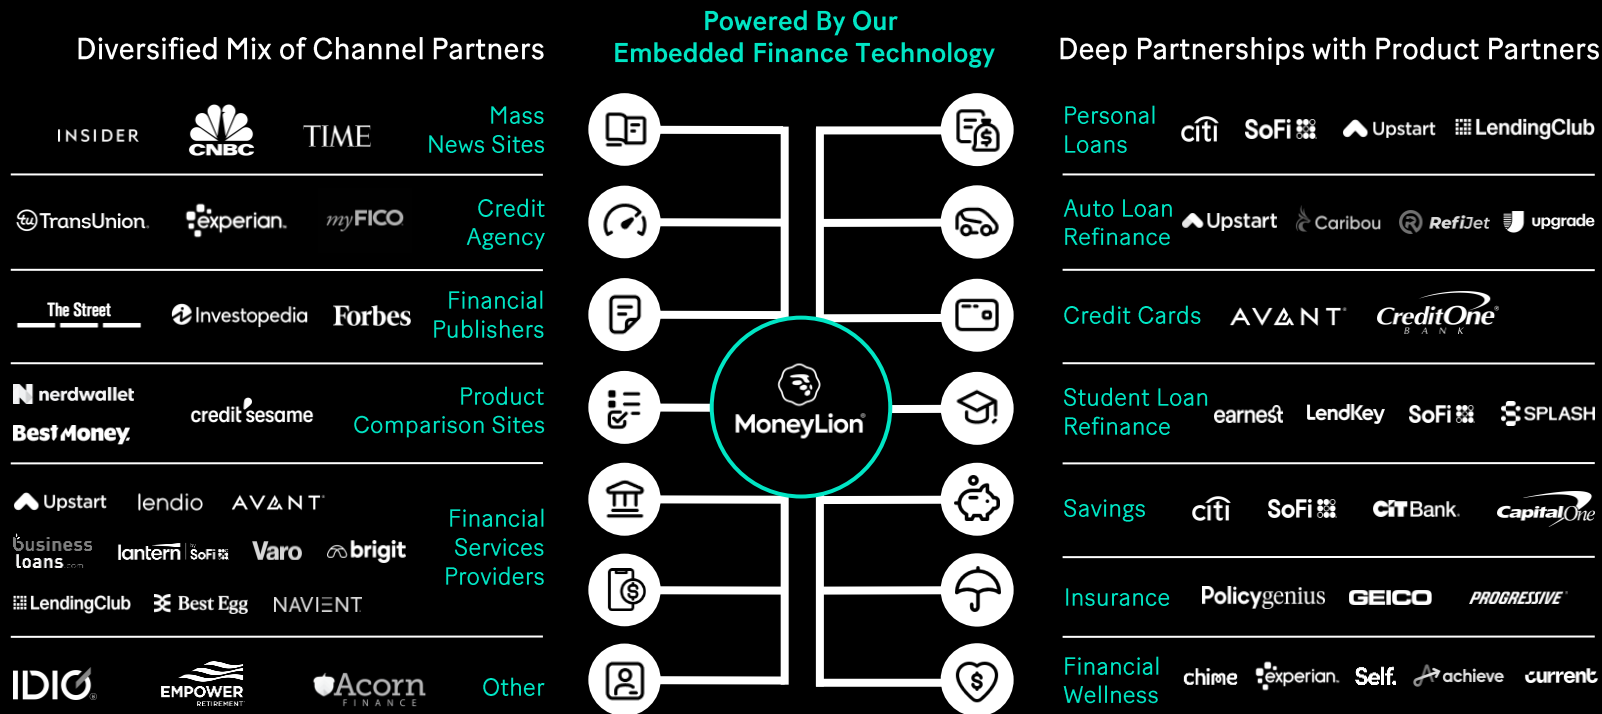 Powered By Our
Embedded Finance Technology
Diversified Mix of Channel Partners
INSIDER
CNBC
TIME
Mass
News Sites
tu TransUnion.
experian.
myFICO
Credit
Agency
The Street
Investopedia
Forbes
Financial
Publishers
N nerdwallet
BestMoney.
credit sesame
Product
Comparison Sites
Upstart
lendio
AVANT®
business
loans.com
lantern by SoFi
Varo
brigit
LendingClub
Best Egg
NAVIENT
Financial
Services
Providers
IDIQ®
EMPOWER
RETIREMENT
Acorn
FINANCE
Other
MoneyLion®
Deep Partnerships with Product Partners
Personal
Loans
citi
SoFi
Upstart
LendingClub
Auto Loan
Refinance
Upstart
Caribou
R RefiJet
upgrade
Credit Cards
AVANT®
CreditOne®
BANK
Student Loan
Refinance
earnest
LendKey
SoFi
SPLASH
Savings
citi
SoFi
CiT Bank.
Capital One
Insurance
Policygenius
GEICO
PROGRESSIVE®
Financial
Wellness
chime
experian.
Self.
achieve
current